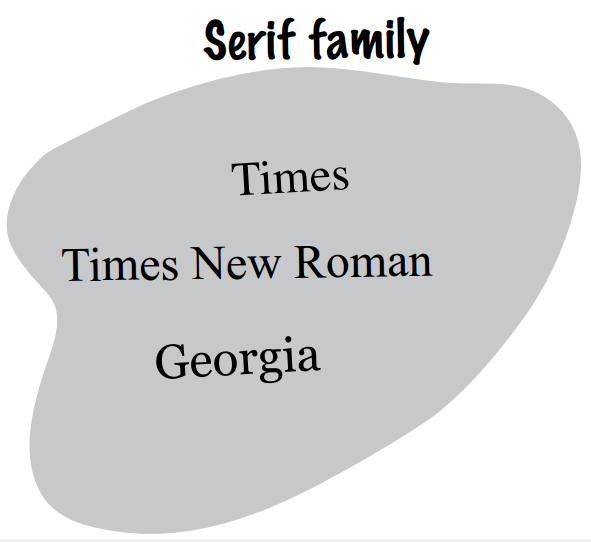 Serif family
Times
Times New Roman
Georgia